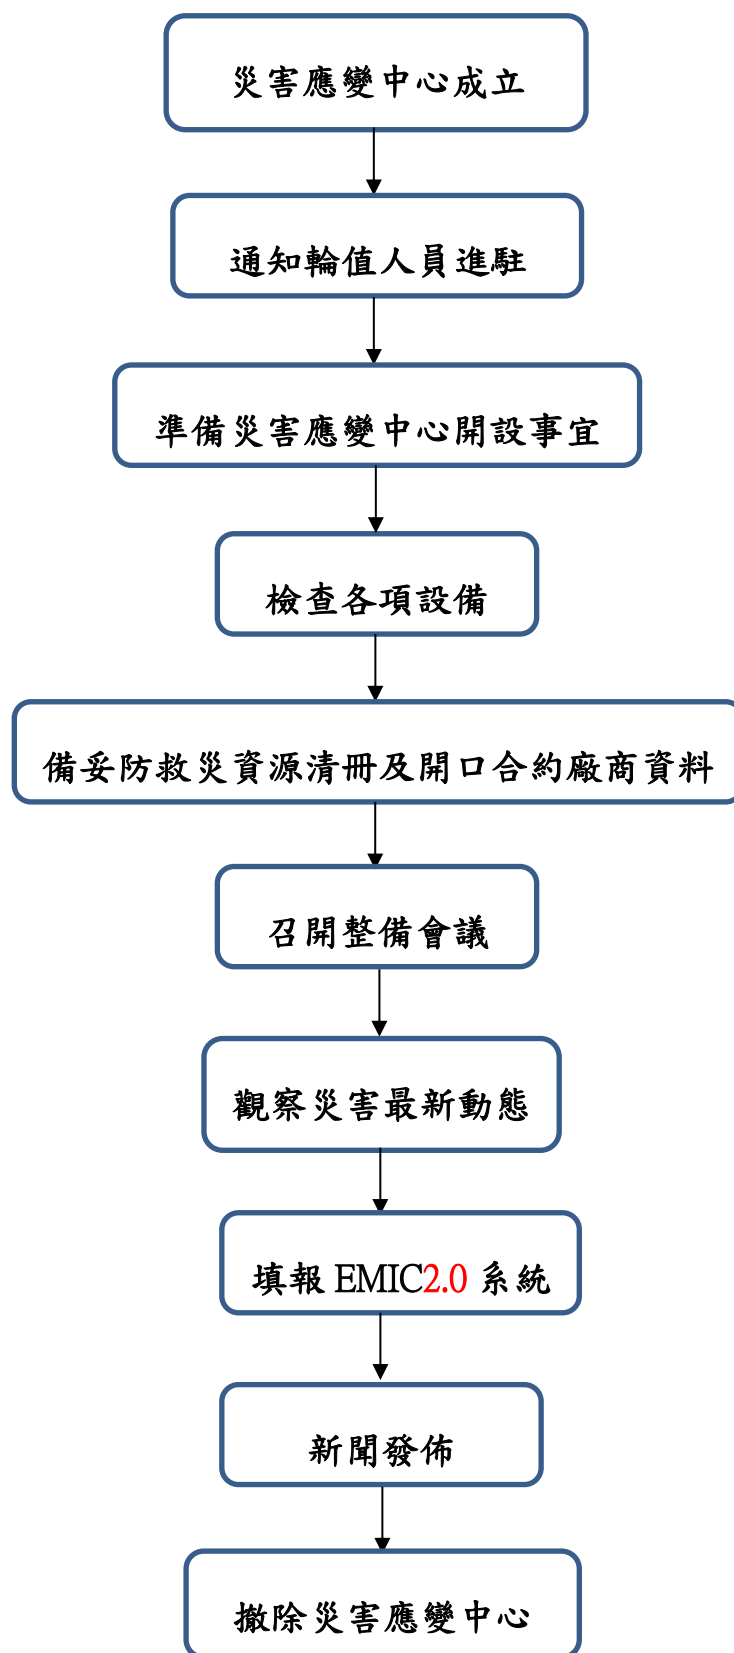 災害應變中心成立
通知輪值人員進駐
準備災害應變中心開設事宜
檢查各項設備
備妥防救災資源清冊及開口合約廠商資料
召開整備會議
觀察災害最新動態
填報 EMIC2.0 系統
新聞發佈
撤除災害應變中心